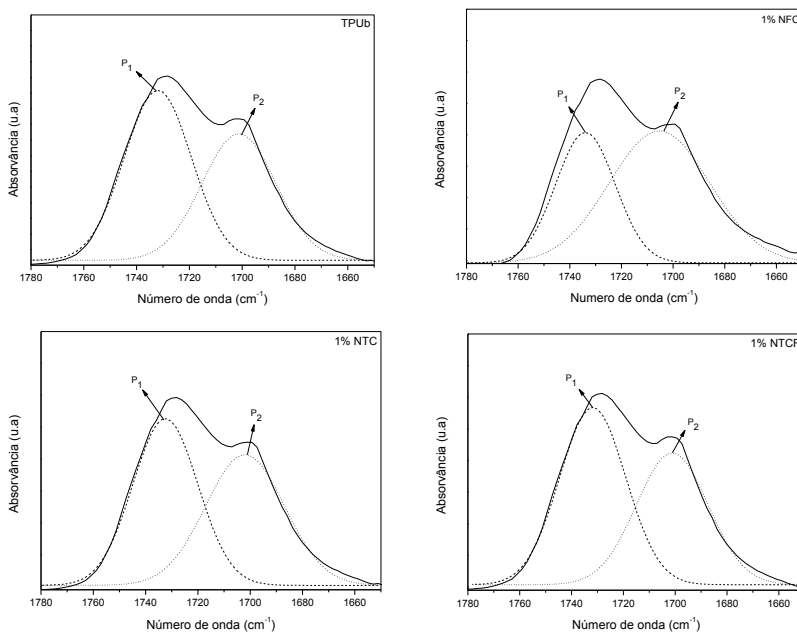 TPUb
P1
P2
Absorvância (u.a)
1780 1760 1740 1720 1700 1680 1660
Número de onda (cm-1)
1% NFC
P1
P2
Absorvância (u.a)
1780 1760 1740 1720 1700 1680 1660
Numero de onda (cm-1)
1% NTC
P1
P2
Absorvância (u.a)
1780 1760 1740 1720 1700 1680 1660
Número de onda (cm-1)
1% NTCF
P1
P2
Absorvância (u.a)
1780 1760 1740 1720 1700 1680 1660
Número de onda (cm-1)